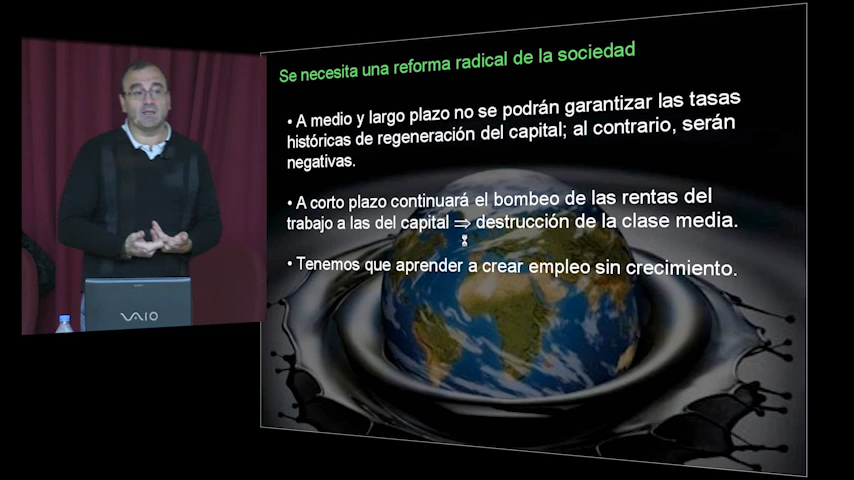 Se necesita una reforma radical de la sociedad
• A medio y largo plazo no se podrán garantizar las tasas
históricas de regeneración del capital; al contrario, serán
negativas.
• A corto plazo continuará el bombeo de las rentas del
trabajo a las del capital ⇒ destrucción de la clase media.
• Tenemos que aprender a crear empleo sin crecimiento.
VAIO